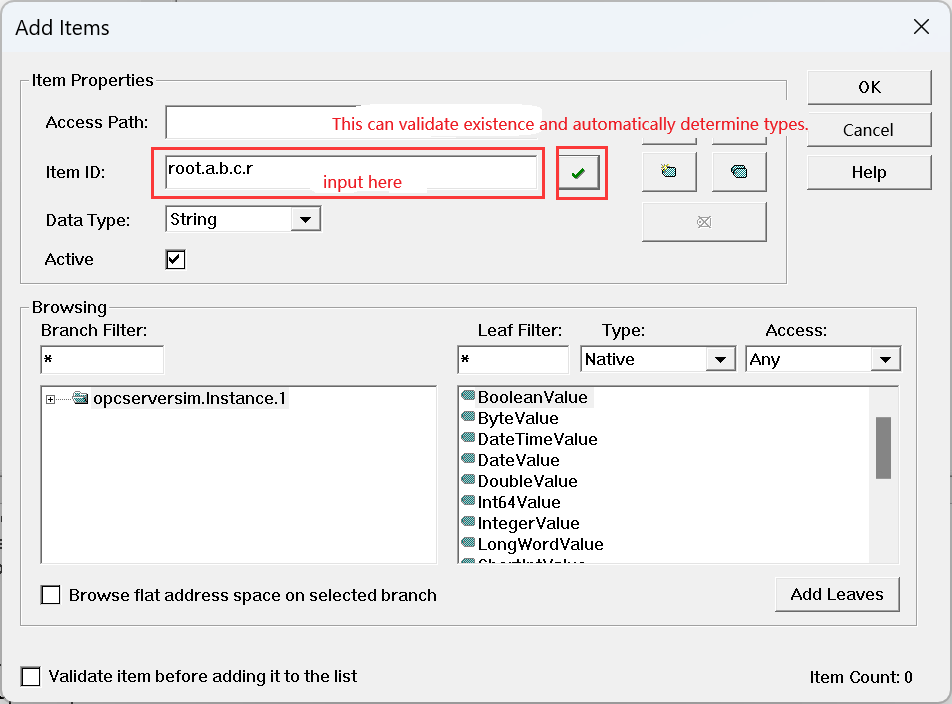 Add Items
Item Properties
OK
Access Path:
This can validate existence and automatically determine types.
Cancel
Item ID:
root.a.b.c.r
input here
Help
Data Type:
String
Active
Browsing
Branch Filter:
Leaf Filter:
Type:
Access:
*
*
Native
Any
opcserversim.Instance.1
BooleanValue
ByteValue
DateTimeValue
DateValue
DoubleValue
Int64Value
IntegerValue
LongWordValue
ShortIntValue
Browse flat address space on selected branch
Add Leaves
Validate item before adding it to the list
Item Count: 0